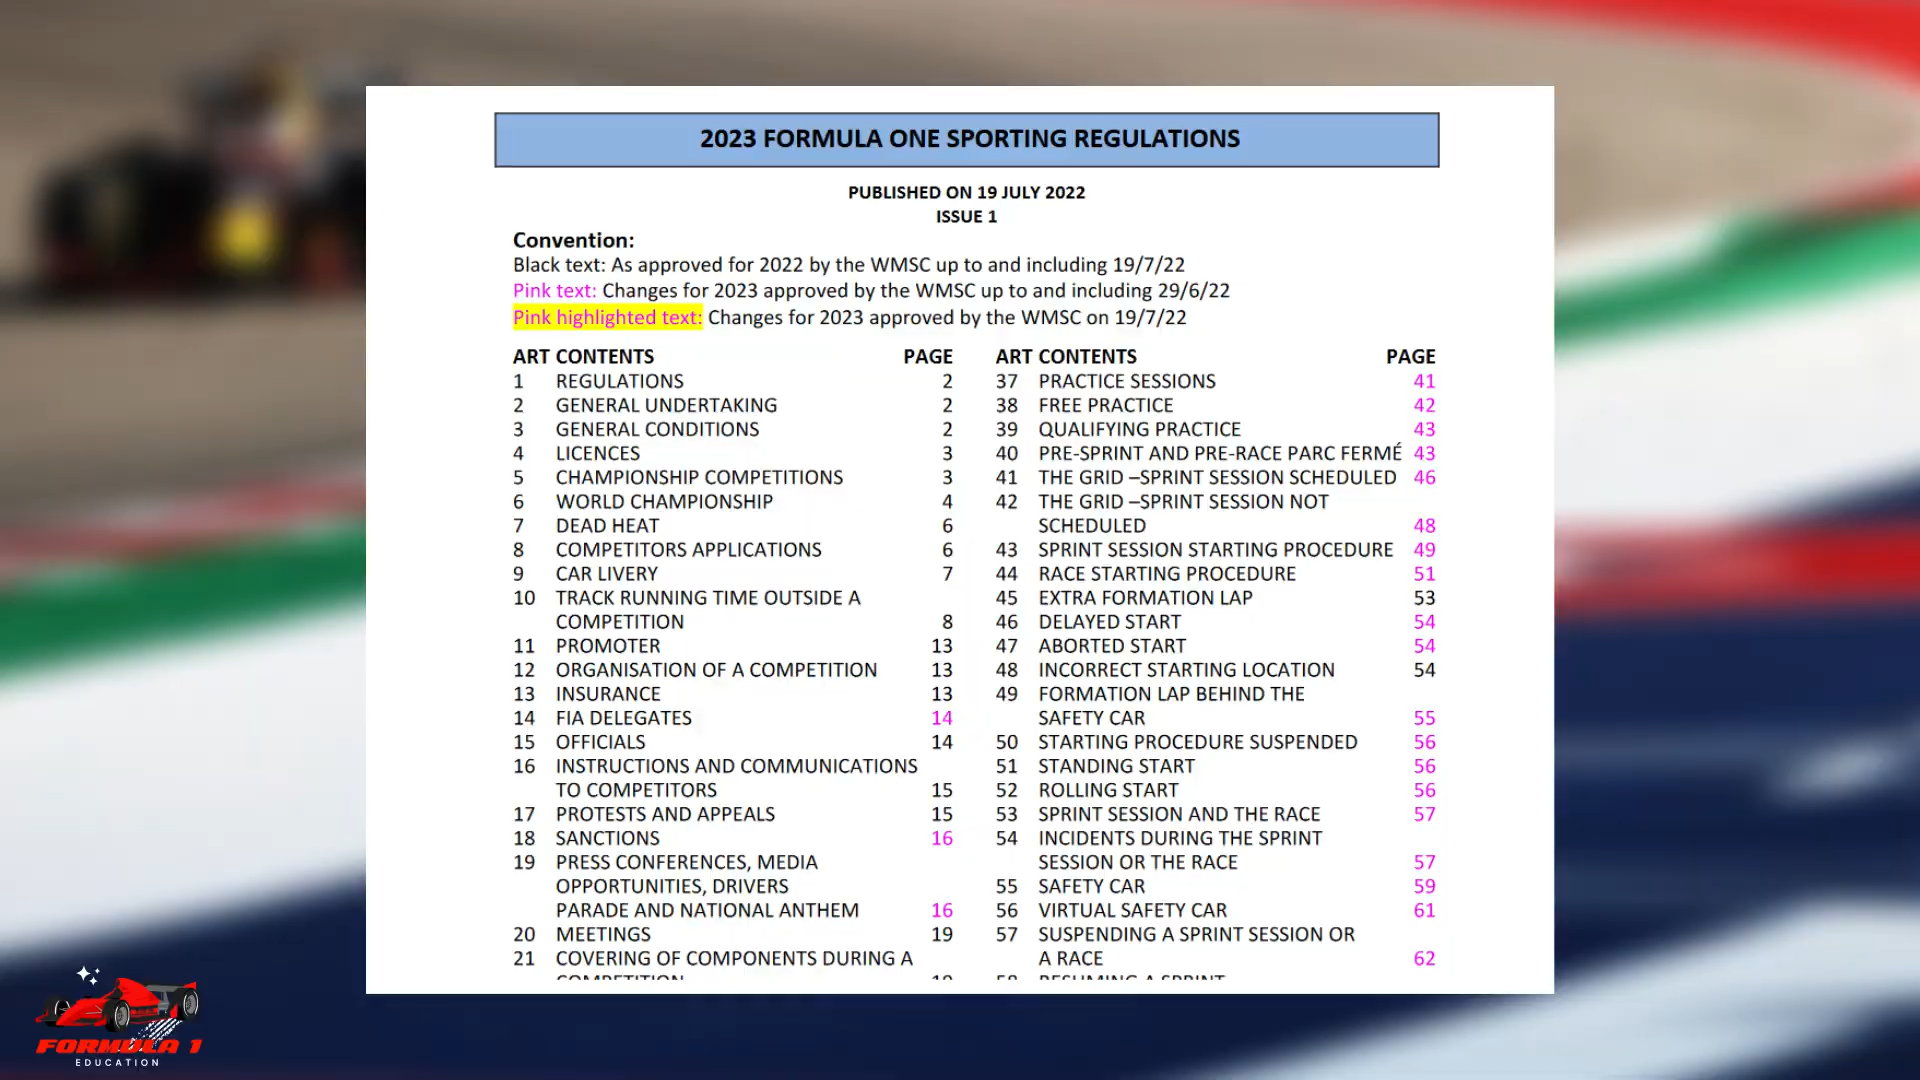 2023 FORMULA ONE SPORTING REGULATIONS
PUBLISHED ON 19 JULY 2022
ISSUE 1
Convention:
Black text: As approved for 2022 by the WMSC up to and including 19/7/22
Pink text: Changes for 2023 approved by the WMSC up to and including 29/6/22
Pink highlighted text: Changes for 2023 approved by the WMSC on 19/7/22
ART CONTENTS PAGE
1 REGULATIONS 2
2 GENERAL UNDERTAKING 2
3 GENERAL CONDITIONS 2
4 LICENCES 3
5 CHAMPIONSHIP COMPETITIONS 3
6 WORLD CHAMPIONSHIP 4
7 DEAD HEAT 6
8 COMPETITORS APPLICATIONS 6
9 CAR LIVERY 7
10 TRACK RUNNING TIME OUTSIDE A
COMPETITION 8
11 PROMOTER 13
12 ORGANISATION OF A COMPETITION 13
13 INSURANCE 13
14 FIA DELEGATES 14
15 OFFICIALS 14
16 INSTRUCTIONS AND COMMUNICATIONS
TO COMPETITORS 15
17 PROTESTS AND APPEALS 15
18 SANCTIONS 16
19 PRESS CONFERENCES, MEDIA
OPPORTUNITIES, DRIVERS
PARADE AND NATIONAL ANTHEM 16
20 MEETINGS 19
21 COVERING OF COMPONENTS DURING A
COMPETITION 19
ART CONTENTS PAGE
37 PRACTICE SESSIONS 41
38 FREE PRACTICE 42
39 QUALIFYING PRACTICE 43
40 PRE-SPRINT AND PRE-RACE PARC FERMÉ 43
41 THE GRID –SPRINT SESSION SCHEDULED 46
42 THE GRID –SPRINT SESSION NOT
SCHEDULED 48
43 SPRINT SESSION STARTING PROCEDURE 49
44 RACE STARTING PROCEDURE 51
45 EXTRA FORMATION LAP 53
46 DELAYED START 54
47 ABORTED START 54
48 INCORRECT STARTING LOCATION 54
49 FORMATION LAP BEHIND THE
SAFETY CAR 55
50 STARTING PROCEDURE SUSPENDED 56
51 STANDING START 56
52 ROLLING START 56
53 SPRINT SESSION AND THE RACE 57
54 INCIDENTS DURING THE SPRINT
SESSION OR THE RACE 57
55 SAFETY CAR 59
56 VIRTUAL SAFETY CAR 61
57 SUSPENDING A SPRINT SESSION OR
A RACE 62
58 RESUMING A SPRINT
FORMULA 1
EDUCATION